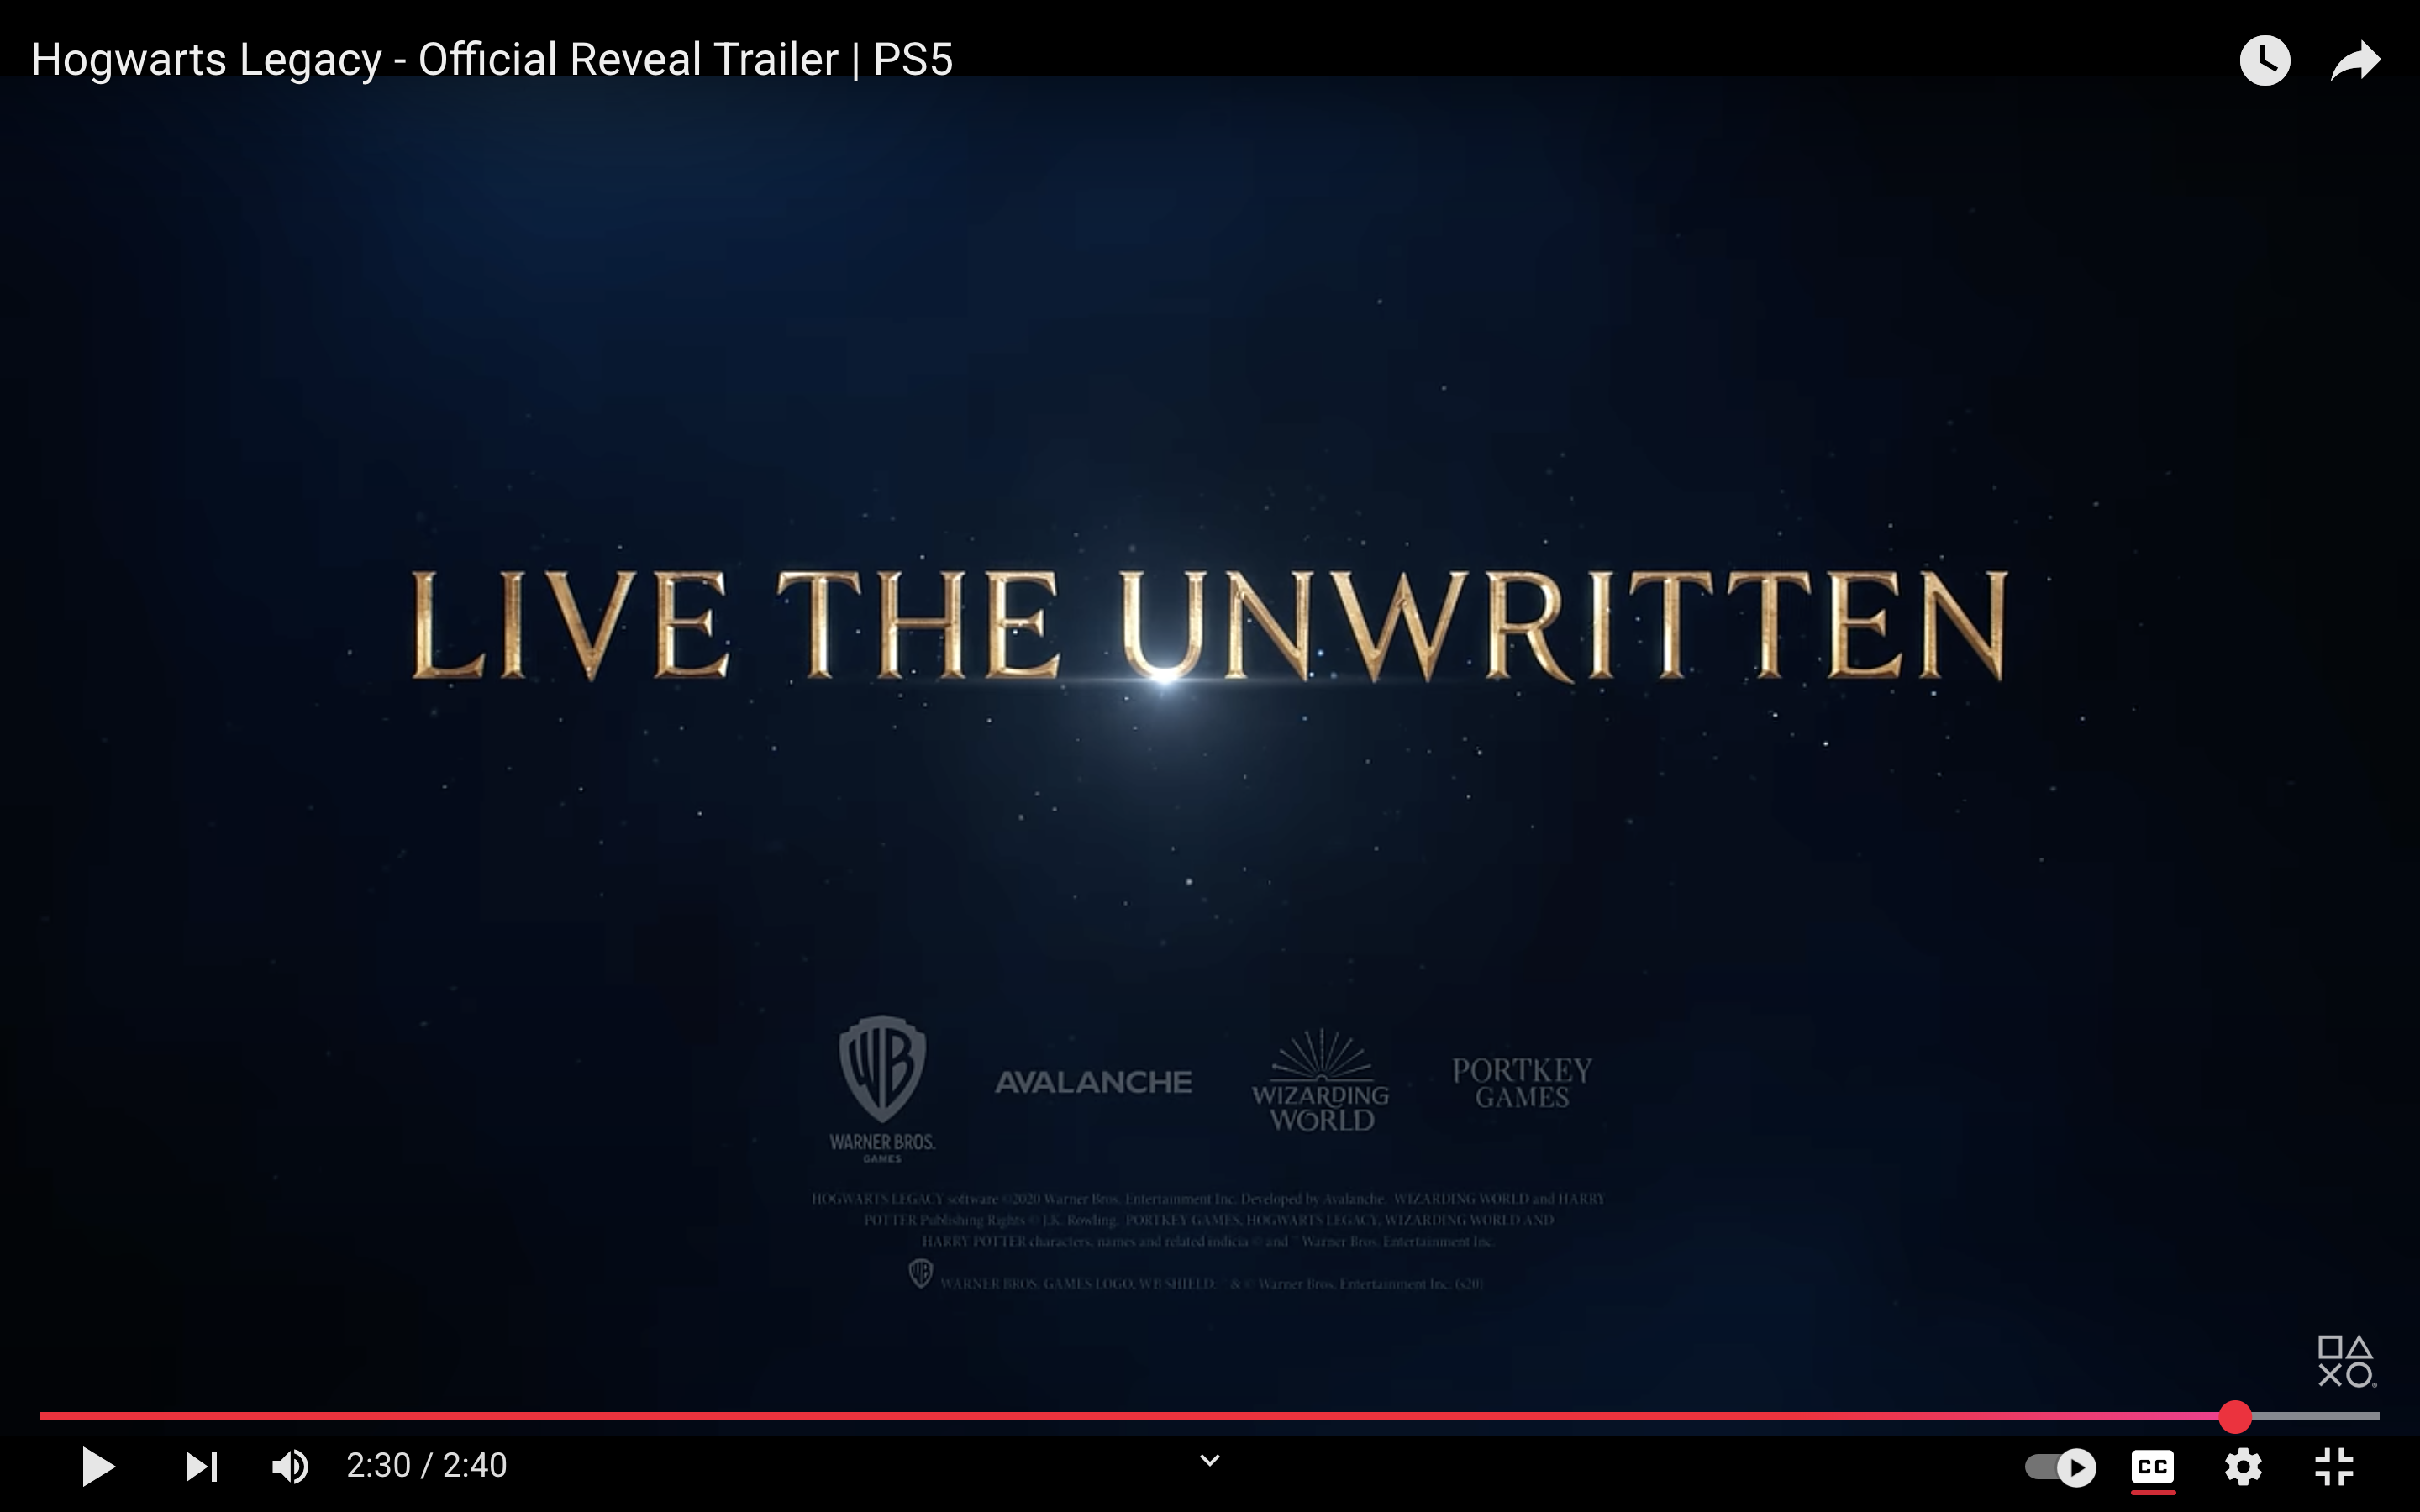 Hogwarts Legacy - Official Reveal Trailer | PS5
LIVE THE UNWRITTEN
WB
WARNER BROS.
GAMES
AVALANCHE
WIZARDING
WORLD
PORTKEY
GAMES
HOGWARTS LEGACY software ©2020 Warner Bros. Entertainment Inc. Developed by Avalanche. WIZARDING WORLD and HARRY
POTTER Publishing Rights © J.K. Rowling. PORTKEY GAMES, HOGWARTS LEGACY, WIZARDING WORLD AND
HARRY POTTER characters, names and related indicia © and ™ Warner Bros. Entertainment Inc.
WB WARNER BROS. GAMES LOGO, WB SHIELD: ™ & © Warner Bros. Entertainment Inc. (s20)
2:30 / 2:40
CC